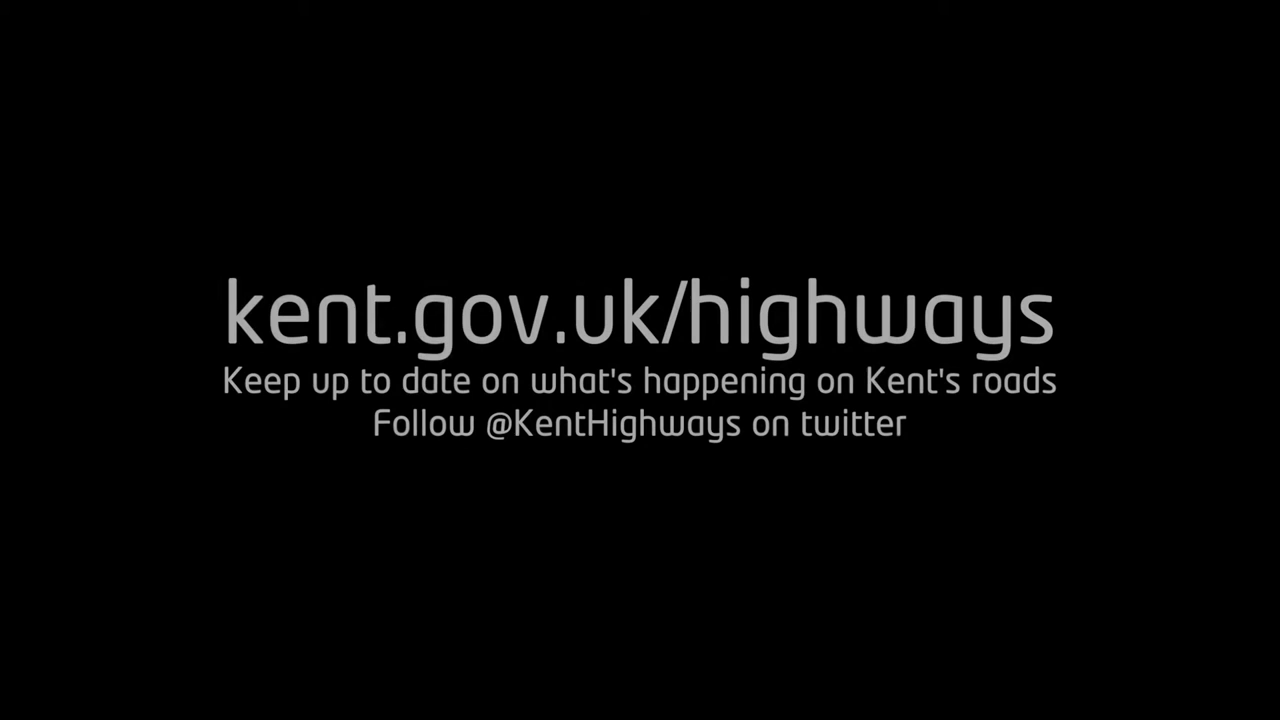 kent.gov.uk/highways
Keep up to date on what's happening on Kent's roads
Follow @KentHighways on twitter